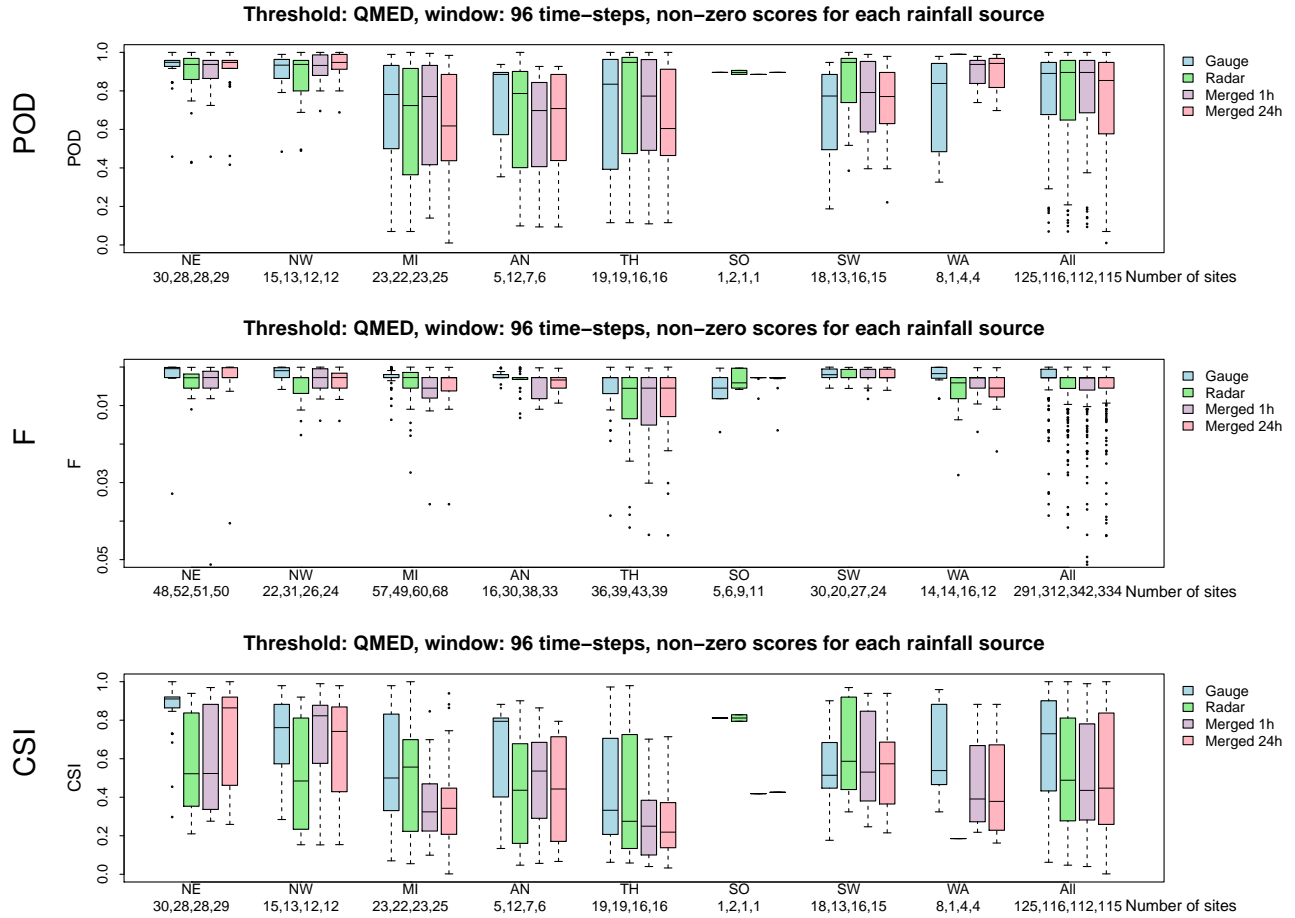 Threshold: QMED, window: 96 time−steps, non−zero scores for each rainfall source
POD
POD
1.0
0.8
0.6
0.4
0.2
0.0
Gauge
Radar
Merged 1h
Merged 24h
NE NW MI AN TH SO SW WA All
30,28,28,29 15,13,12,12 23,22,23,25 5,12,7,6 19,19,16,16 1,2,1,1 18,13,16,15 8,1,4,4 125,116,112,115 Number of sites
Threshold: QMED, window: 96 time−steps, non−zero scores for each rainfall source
F
F
0.01
0.03
0.05
Gauge
Radar
Merged 1h
Merged 24h
NE NW MI AN TH SO SW WA All
48,52,51,50 22,31,26,24 57,49,60,68 16,30,38,33 36,39,43,39 5,6,9,11 30,20,27,24 14,14,16,12 291,312,342,334 Number of sites
Threshold: QMED, window: 96 time−steps, non−zero scores for each rainfall source
CSI
CSI
1.0
0.8
0.6
0.4
0.2
0.0
Gauge
Radar
Merged 1h
Merged 24h
NE NW MI AN TH SO SW WA All
30,28,28,29 15,13,12,12 23,22,23,25 5,12,7,6 19,19,16,16 1,2,1,1 18,13,16,15 8,1,4,4 125,116,112,115 Number of sites